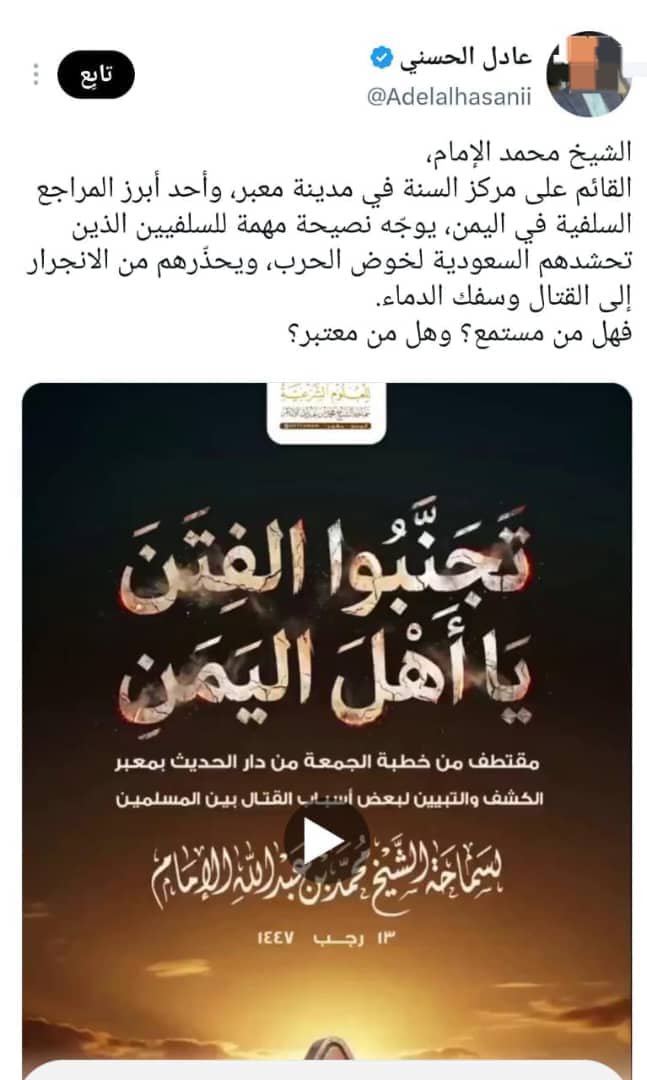 عادل الحسني
@Adelalhasanii
تابِع
الشيخ محمد الإمام،
القائم على مركز السنة في مدينة معبر، وأحد أبرز المراجع
السلفية في اليمن، يوجّه نصيحة مهمة للسلفيين الذين
تحشدهم السعودية لخوض الحرب، ويحذّرهم من الانجرار
إلى القتال وسفك الدماء.
فهل من مستمع؟ وهل من معتبر؟
للعلوم الشرعية
تَجَنَّبُوا الفِتَنَ
يَا أَهْلَ اليَمَنِ
مقتطف من خطبة الجمعة من دار الحديث بمعبر
الكشف والتبيين لبعض أسباب القتال بين المسلمين
لسماحة الشيخ محمد بن عبدالله الإمام
١٣ رجب ١٤٤٧